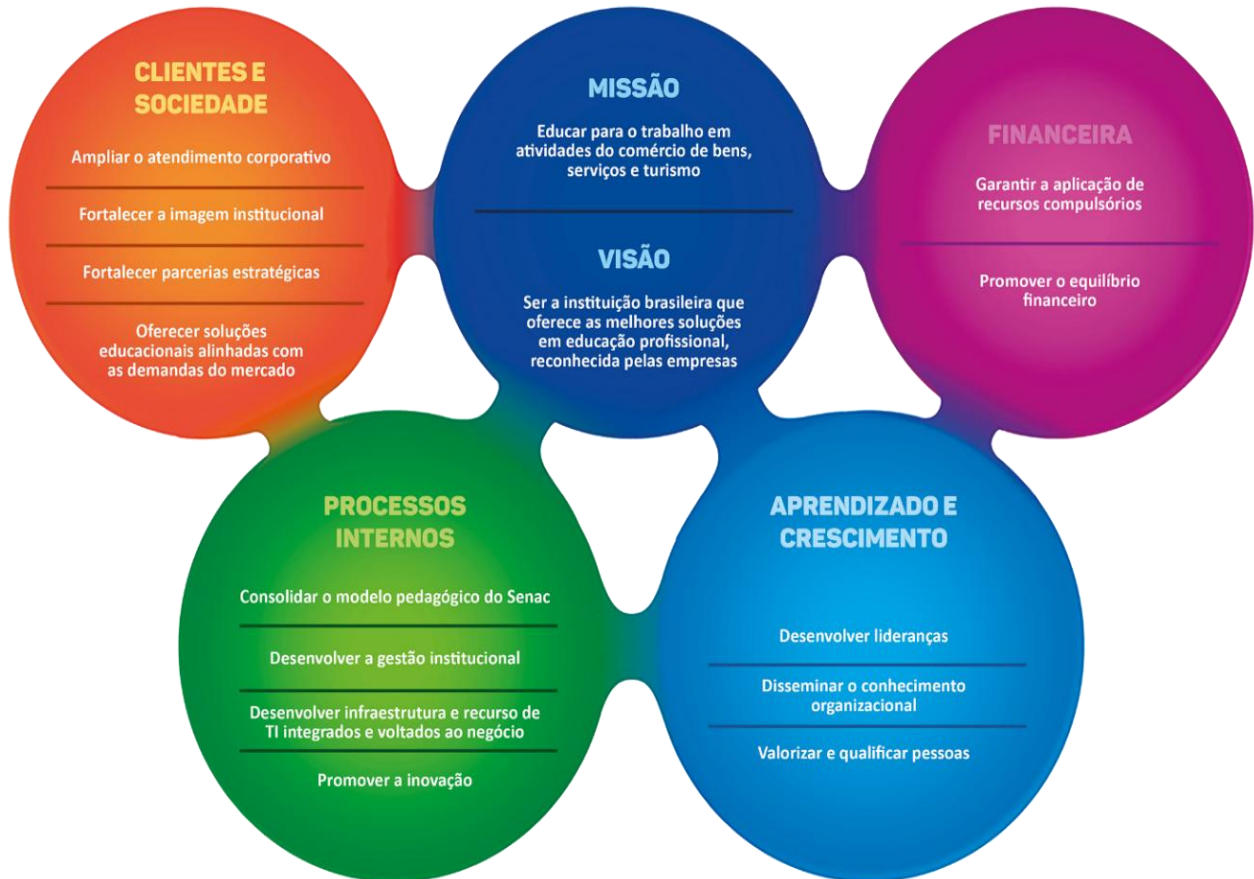 CLIENTES E
SOCIEDADE
Ampliar o atendimento corporativo
Fortalecer a imagem institucional
Fortalecer parcerias estratégicas
Oferecer soluções
educacionais alinhadas com
as demandas do mercado
MISSÃO
Educar para o trabalho em
atividades do comércio de bens,
serviços e turismo
VISÃO
Ser a instituição brasileira que
oferece as melhores soluções
em educação profissional,
reconhecida pelas empresas
FINANCEIRA
Garantir a aplicação de
recursos compulsórios
Promover o equilíbrio
financeiro
PROCESSOS
INTERNOS
Consolidar o modelo pedagógico do Senac
Desenvolver a gestão institucional
Desenvolver infraestrutura e recurso de
TI integrados e voltados ao negócio
Promover a inovação
APRENDIZADO E
CRESCIMENTO
Desenvolver lideranças
Disseminar o conhecimento
organizacional
Valorizar e qualificar pessoas